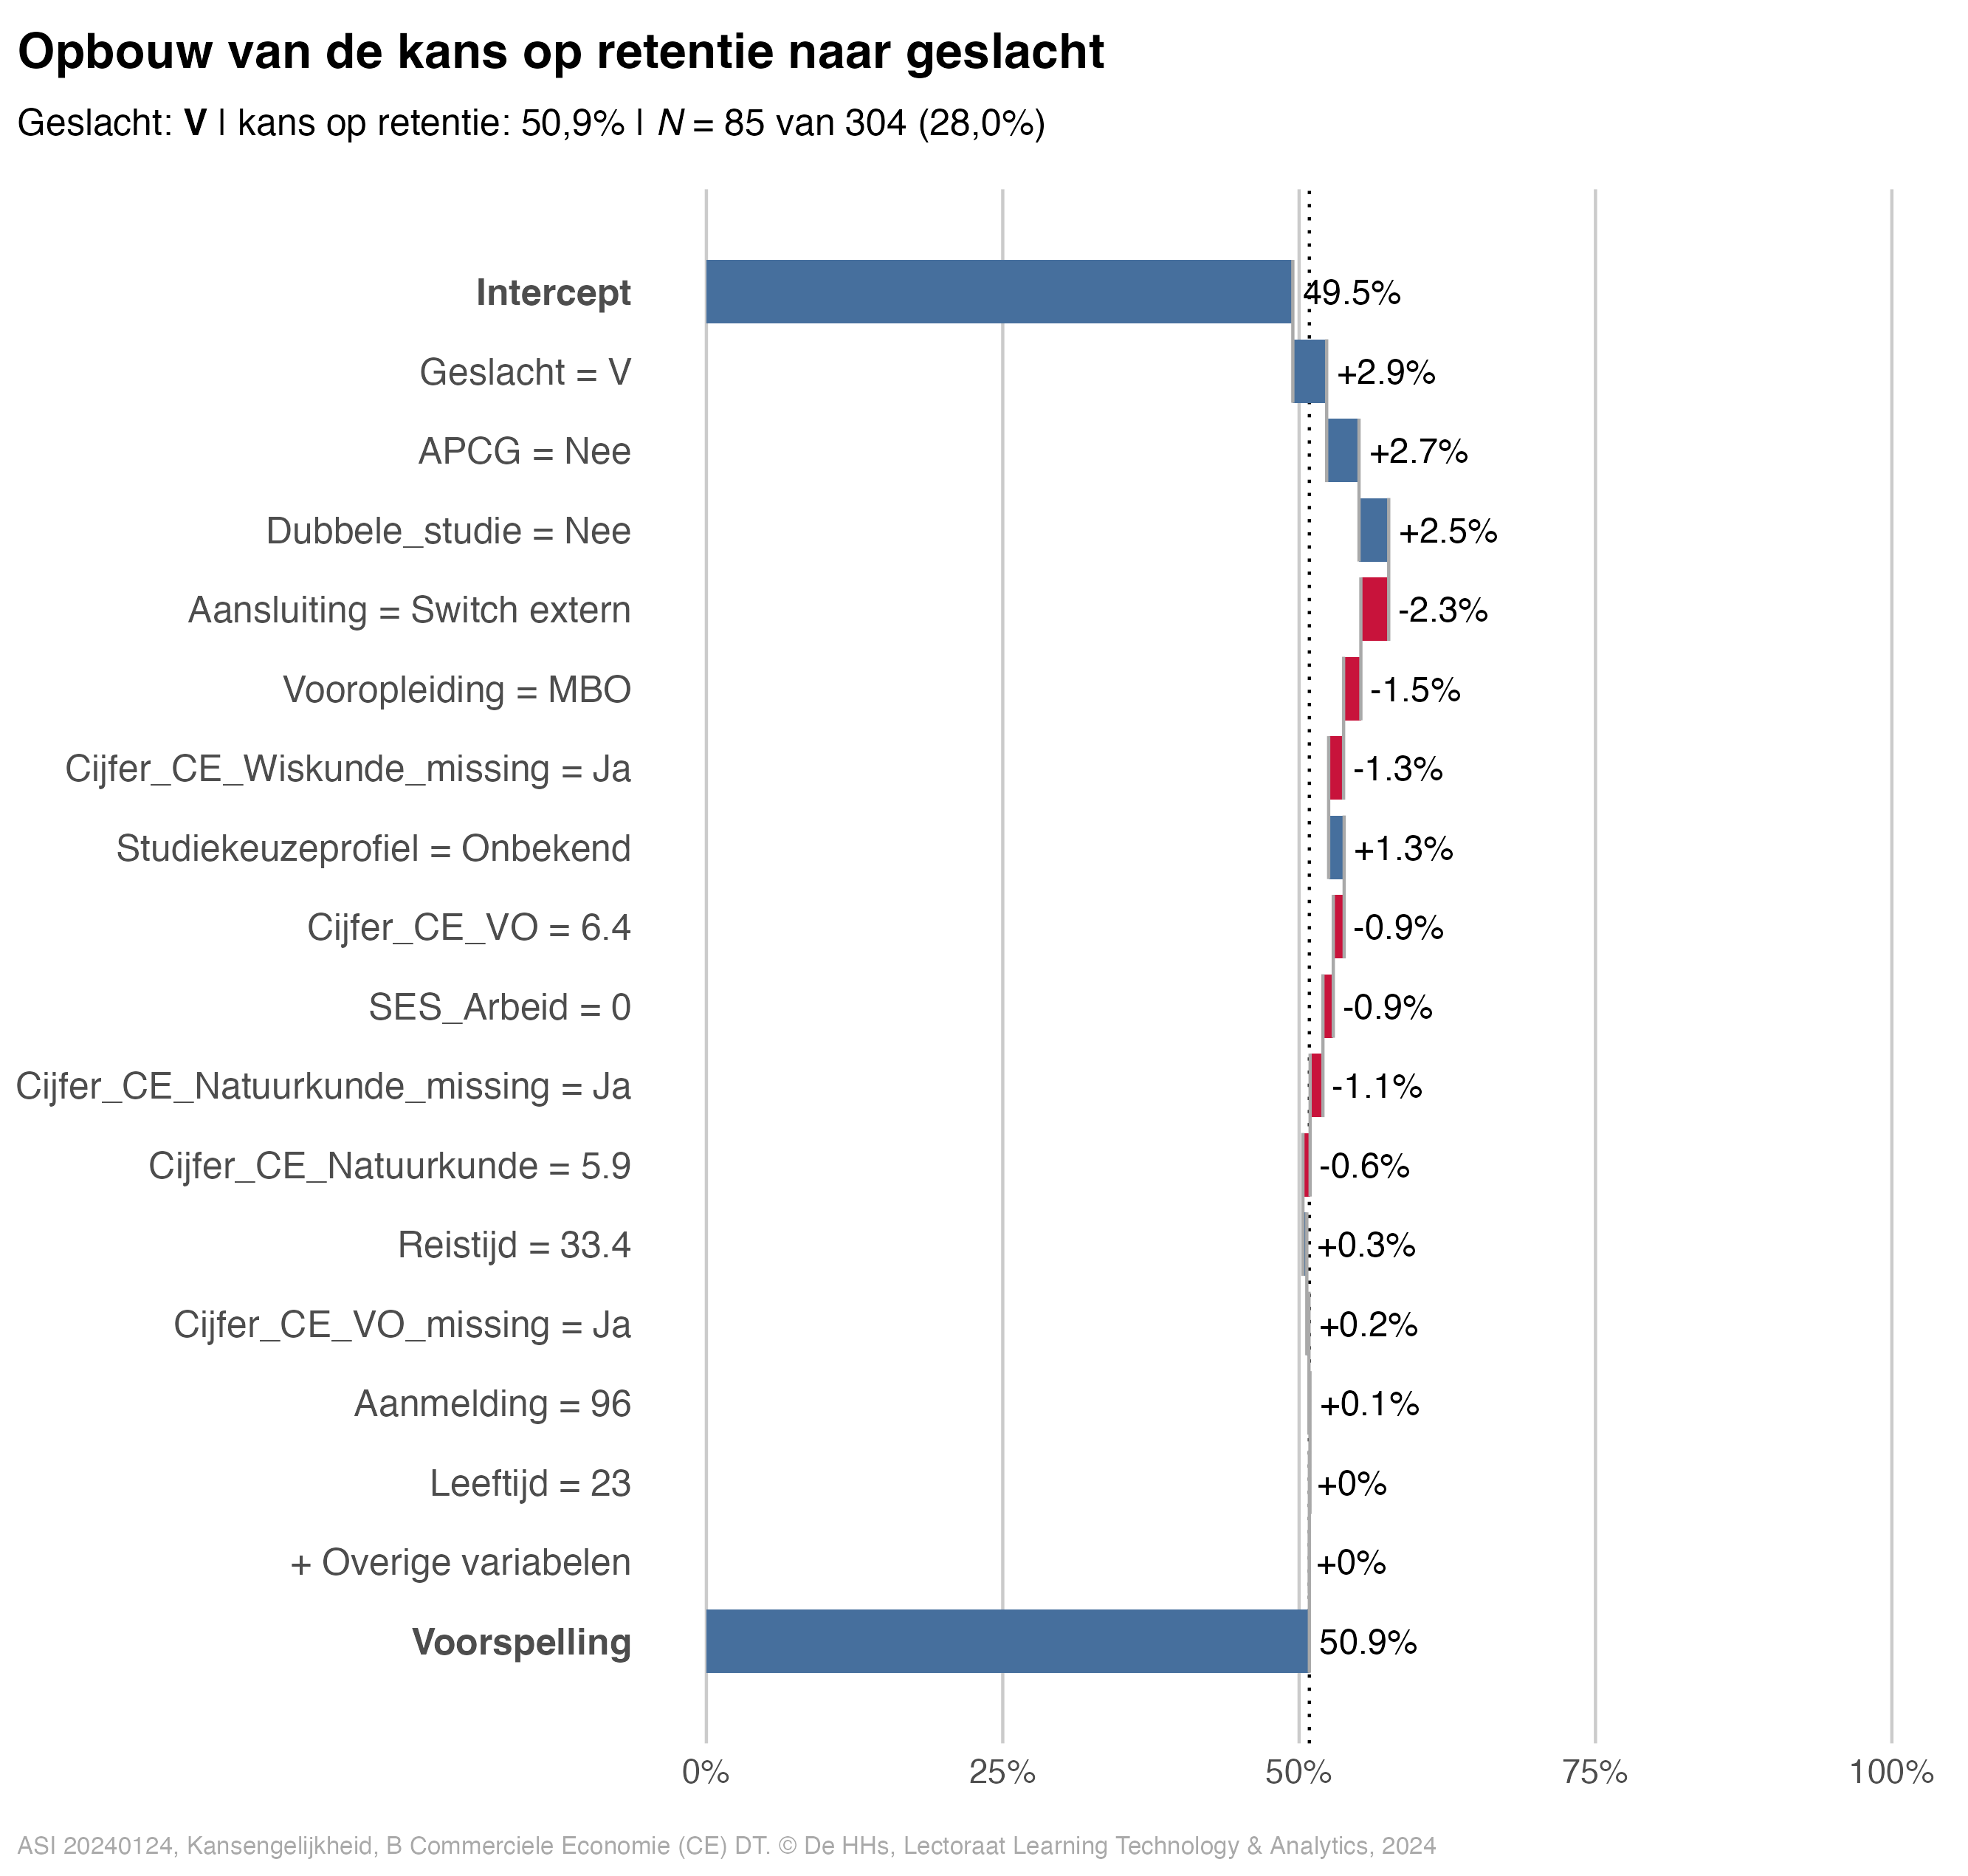 Opbouw van de kans op retentie naar geslacht
Geslacht: V | kans op retentie: 50,9% | N = 85 van 304 (28,0%)
Intercept 49.5%
Geslacht = V +2.9%
APCG = Nee +2.7%
Dubbele_studie = Nee +2.5%
Aansluiting = Switch extern -2.3%
Vooropleiding = MBO -1.5%
Cijfer_CE_Wiskunde_missing = Ja -1.3%
Studiekeuzeprofiel = Onbekend +1.3%
Cijfer_CE_VO = 6.4 -0.9%
SES_Arbeid = 0 -0.9%
Cijfer_CE_Natuurkunde_missing = Ja -1.1%
Cijfer_CE_Natuurkunde = 5.9 -0.6%
Reistijd = 33.4 +0.3%
Cijfer_CE_VO_missing = Ja +0.2%
Aanmelding = 96 +0.1%
Leeftijd = 23 +0%
+ Overige variabelen +0%
Voorspelling 50.9%
0% 25% 50% 75% 100%
ASI 20240124, Kansengelijkheid, B Commerciele Economie (CE) DT. © De HHs, Lectoraat Learning Technology & Analytics, 2024